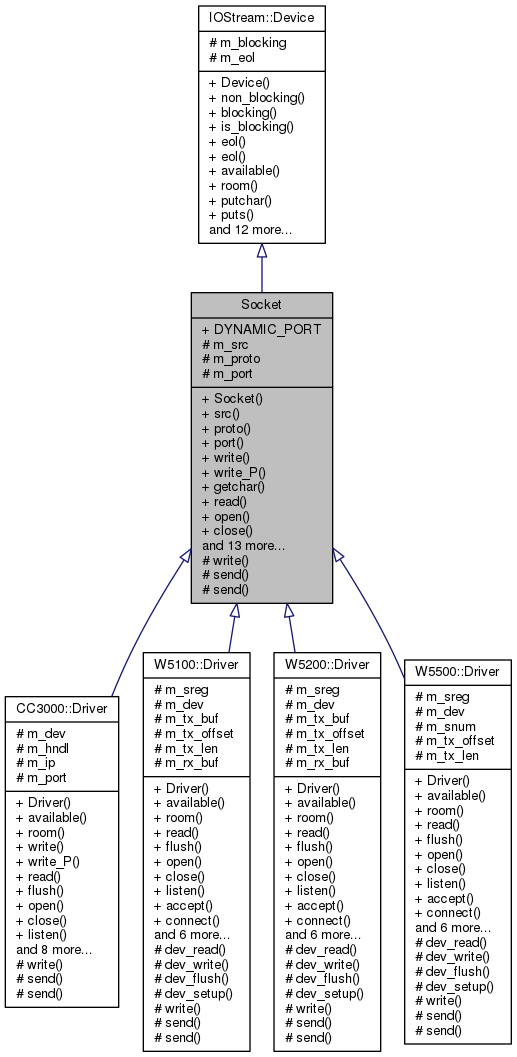 IOStream::Device
# m_blocking
# m_eol
+ Device()
+ non_blocking()
+ blocking()
+ is_blocking()
+ eol()
+ eol()
+ available()
+ room()
+ putchar()
+ puts()
and 12 more...
Socket
+ DYNAMIC_PORT
# m_src
# m_proto
# m_port
+ Socket()
+ src()
+ proto()
+ port()
+ write()
+ write_P()
+ getchar()
+ read()
+ open()
+ close()
and 13 more...
# write()
# send()
# send()
CC3000::Driver
# m_dev
# m_hndl
# m_ip
# m_port
+ Driver()
+ available()
+ room()
+ write()
+ write_P()
+ read()
+ flush()
+ open()
+ close()
+ listen()
and 8 more...
# write()
# send()
# send()
W5100::Driver
# m_sreg
# m_dev
# m_tx_buf
# m_tx_offset
# m_tx_len
# m_rx_buf
+ Driver()
+ available()
+ room()
+ read()
+ flush()
+ open()
+ close()
+ listen()
+ accept()
+ connect()
and 6 more...
# dev_read()
# dev_write()
# dev_flush()
# dev_setup()
# write()
# send()
# send()
W5200::Driver
# m_sreg
# m_dev
# m_tx_buf
# m_tx_offset
# m_tx_len
# m_rx_buf
+ Driver()
+ available()
+ room()
+ read()
+ flush()
+ open()
+ close()
+ listen()
+ accept()
+ connect()
and 6 more...
# dev_read()
# dev_write()
# dev_flush()
# dev_setup()
# write()
# send()
# send()
W5500::Driver
# m_sreg
# m_dev
# m_snum
# m_tx_offset
# m_tx_len
+ Driver()
+ available()
+ room()
+ read()
+ flush()
+ open()
+ close()
+ listen()
+ accept()
+ connect()
and 6 more...
# dev_read()
# dev_write()
# dev_flush()
# dev_setup()
# write()
# send()
# send()